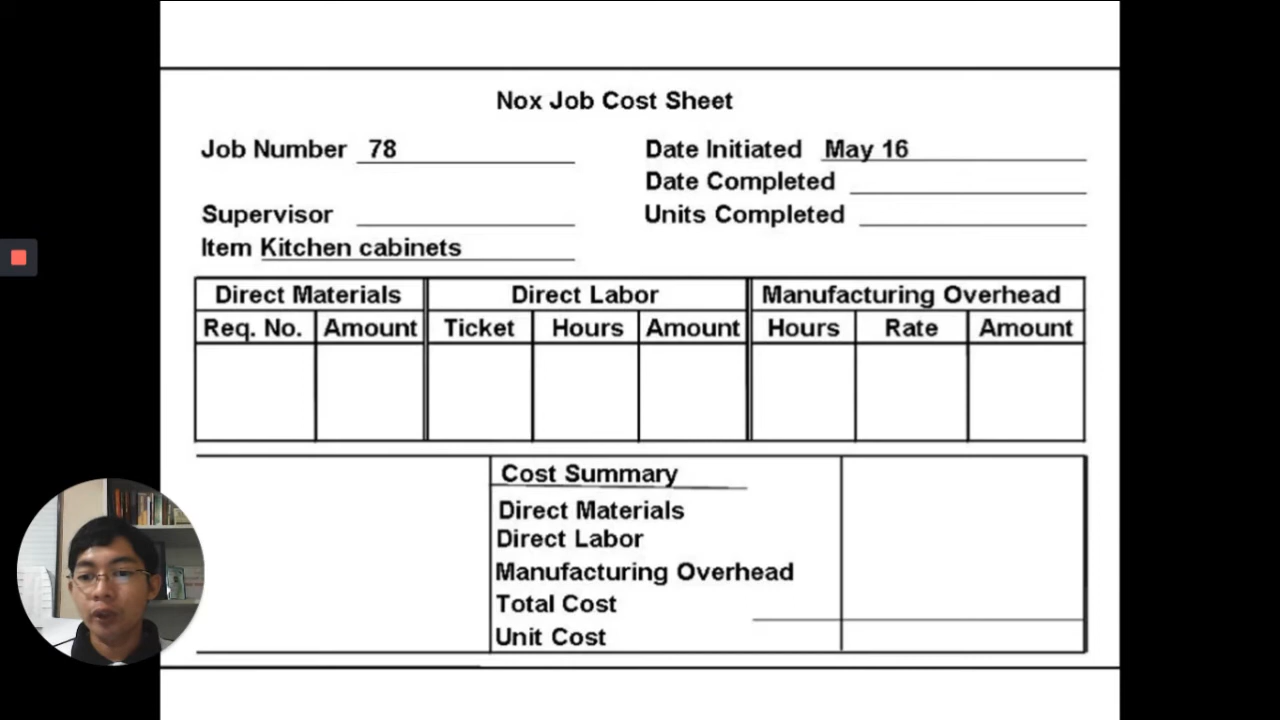 Nox Job Cost Sheet
Job Number 78
Date Initiated May 16
Date Completed
Supervisor
Units Completed
Item Kitchen cabinets
Direct Materials Direct Labor Manufacturing Overhead
Req. No. Amount Ticket Hours Amount Hours Rate Amount
Cost Summary
Direct Materials
Direct Labor
Manufacturing Overhead
Total Cost
Unit Cost